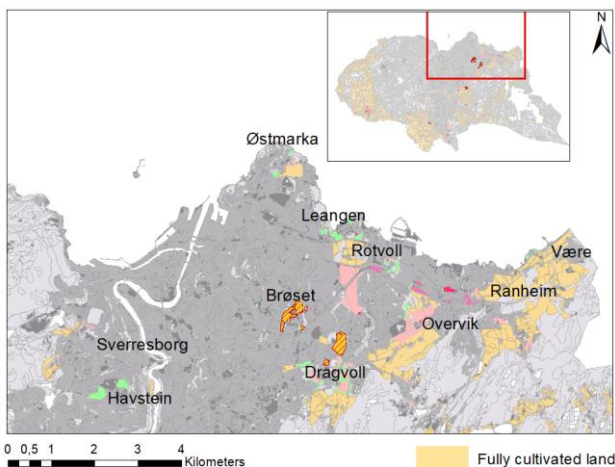 N
Østmarka
Leangen
Rotvoll
Være
Brøset
Ranheim
Sverresborg
Overvik
Dragvoll
Havstein
0 0,5 1 2 3 4
Kilometers
Fully cultivated land